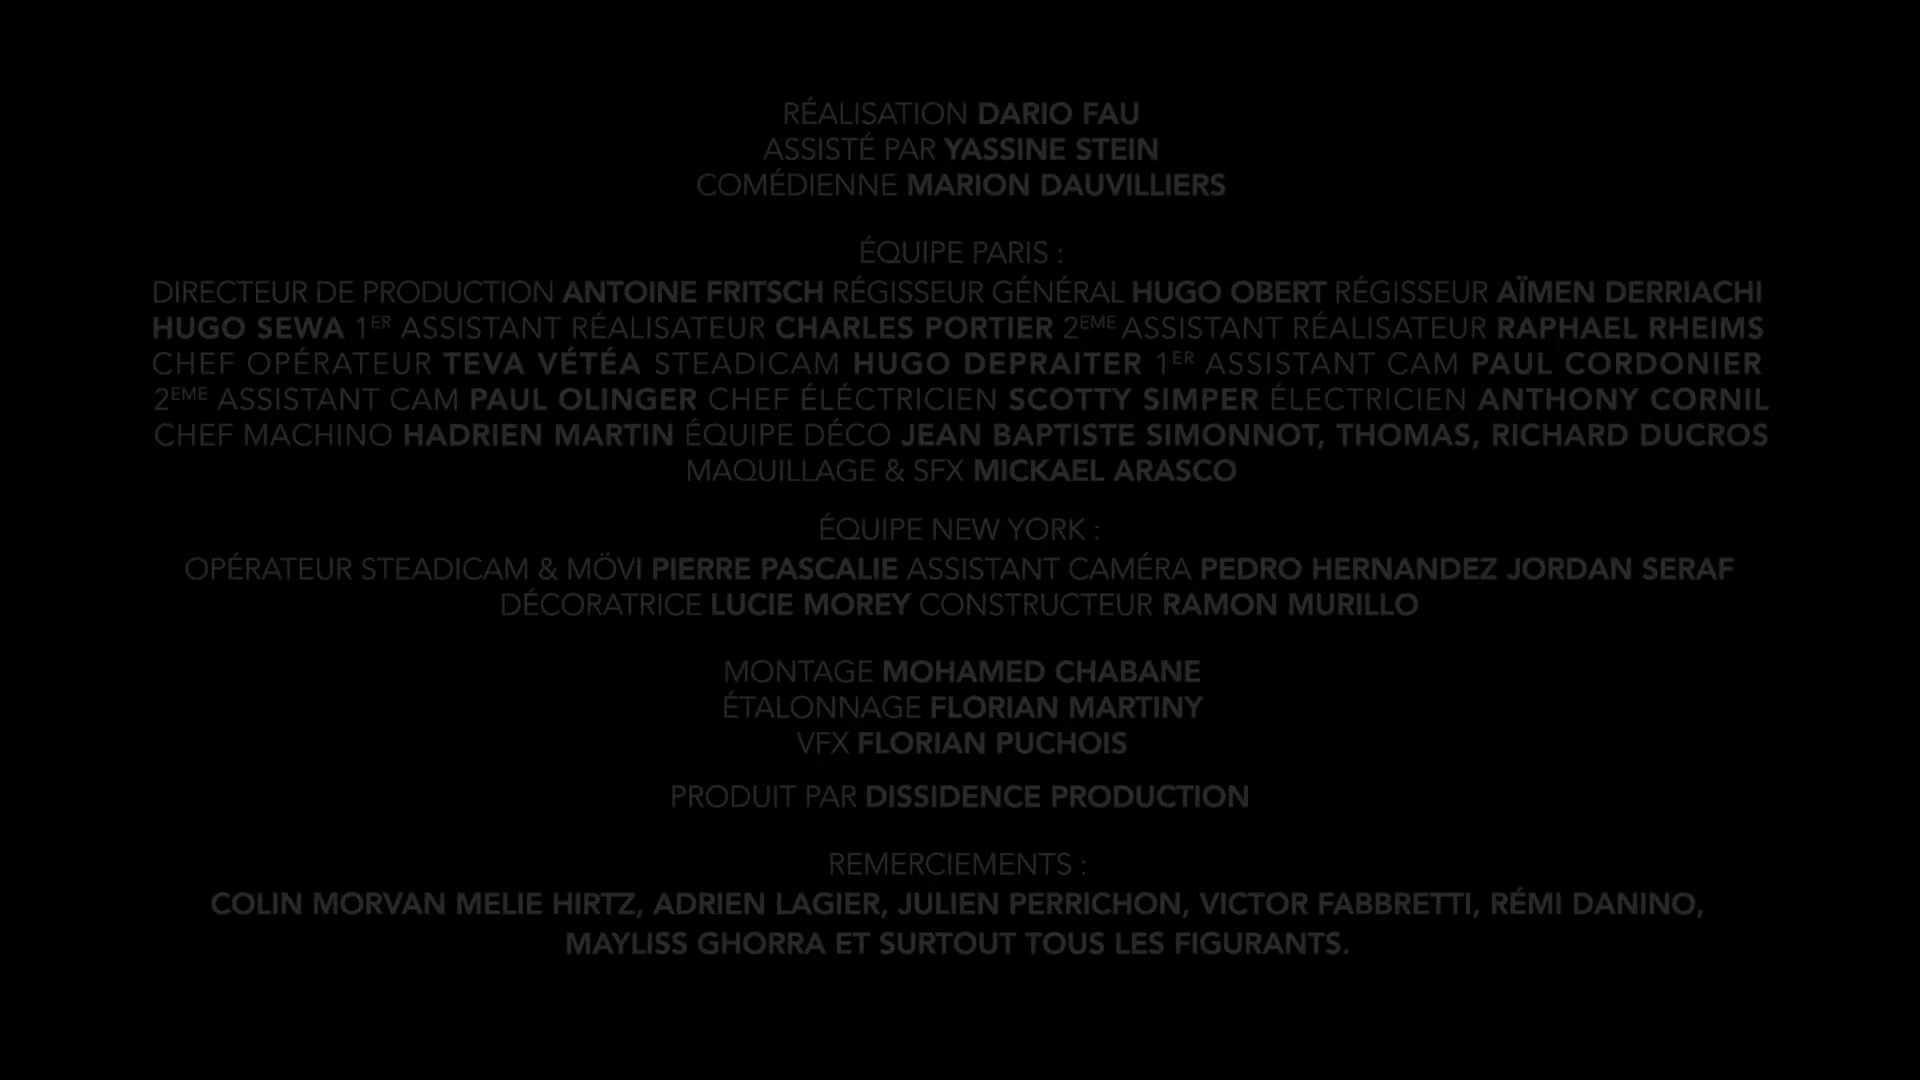 RÉALISATION DARIO FAU
ASSISTÉ PAR YASSINE STEIN
COMÉDIENNE MARION DAUVILLIERS
ÉQUIPE PARIS :
DIRECTEUR DE PRODUCTION ANTOINE FRITSCH RÉGISSEUR GÉNÉRAL HUGO OBERT RÉGISSEUR AÏMEN DERRIACHI
HUGO SEWA 1ER ASSISTANT RÉALISATEUR CHARLES PORTIER 2EME ASSISTANT RÉALISATEUR RAPHAEL RHEIMS
CHEF OPÉRATEUR TEVA VÉTÉA STEADICAM HUGO DEPRAITER 1ER ASSISTANT CAM PAUL CORDONIER
2EME ASSISTANT CAM PAUL OLINGER CHEF ÉLÉCTRICIEN SCOTTY SIMPER ÉLECTRICIEN ANTHONY CORNIL
CHEF MACHINO HADRIEN MARTIN ÉQUIPE DÉCO JEAN BAPTISTE SIMONNOT, THOMAS, RICHARD DUCROS
MAQUILLAGE & SFX MICKAEL ARASCO
ÉQUIPE NEW YORK :
OPÉRATEUR STEADICAM & MÖVI PIERRE PASCALIE ASSISTANT CAMÉRA PEDRO HERNANDEZ JORDAN SERAF
DÉCORATRICE LUCIE MOREY CONSTRUCTEUR RAMON MURILLO
MONTAGE MOHAMED CHABANE
ÉTALONNAGE FLORIAN MARTINY
VFX FLORIAN PUCHOIS
PRODUIT PAR DISSIDENCE PRODUCTION
REMERCIEMENTS :
COLIN MORVAN MELIE HIRTZ, ADRIEN LAGIER, JULIEN PERRICHON, VICTOR FABBRETTI, RÉMI DANINO,
MAYLISS GHORRA ET SURTOUT TOUS LES FIGURANTS.